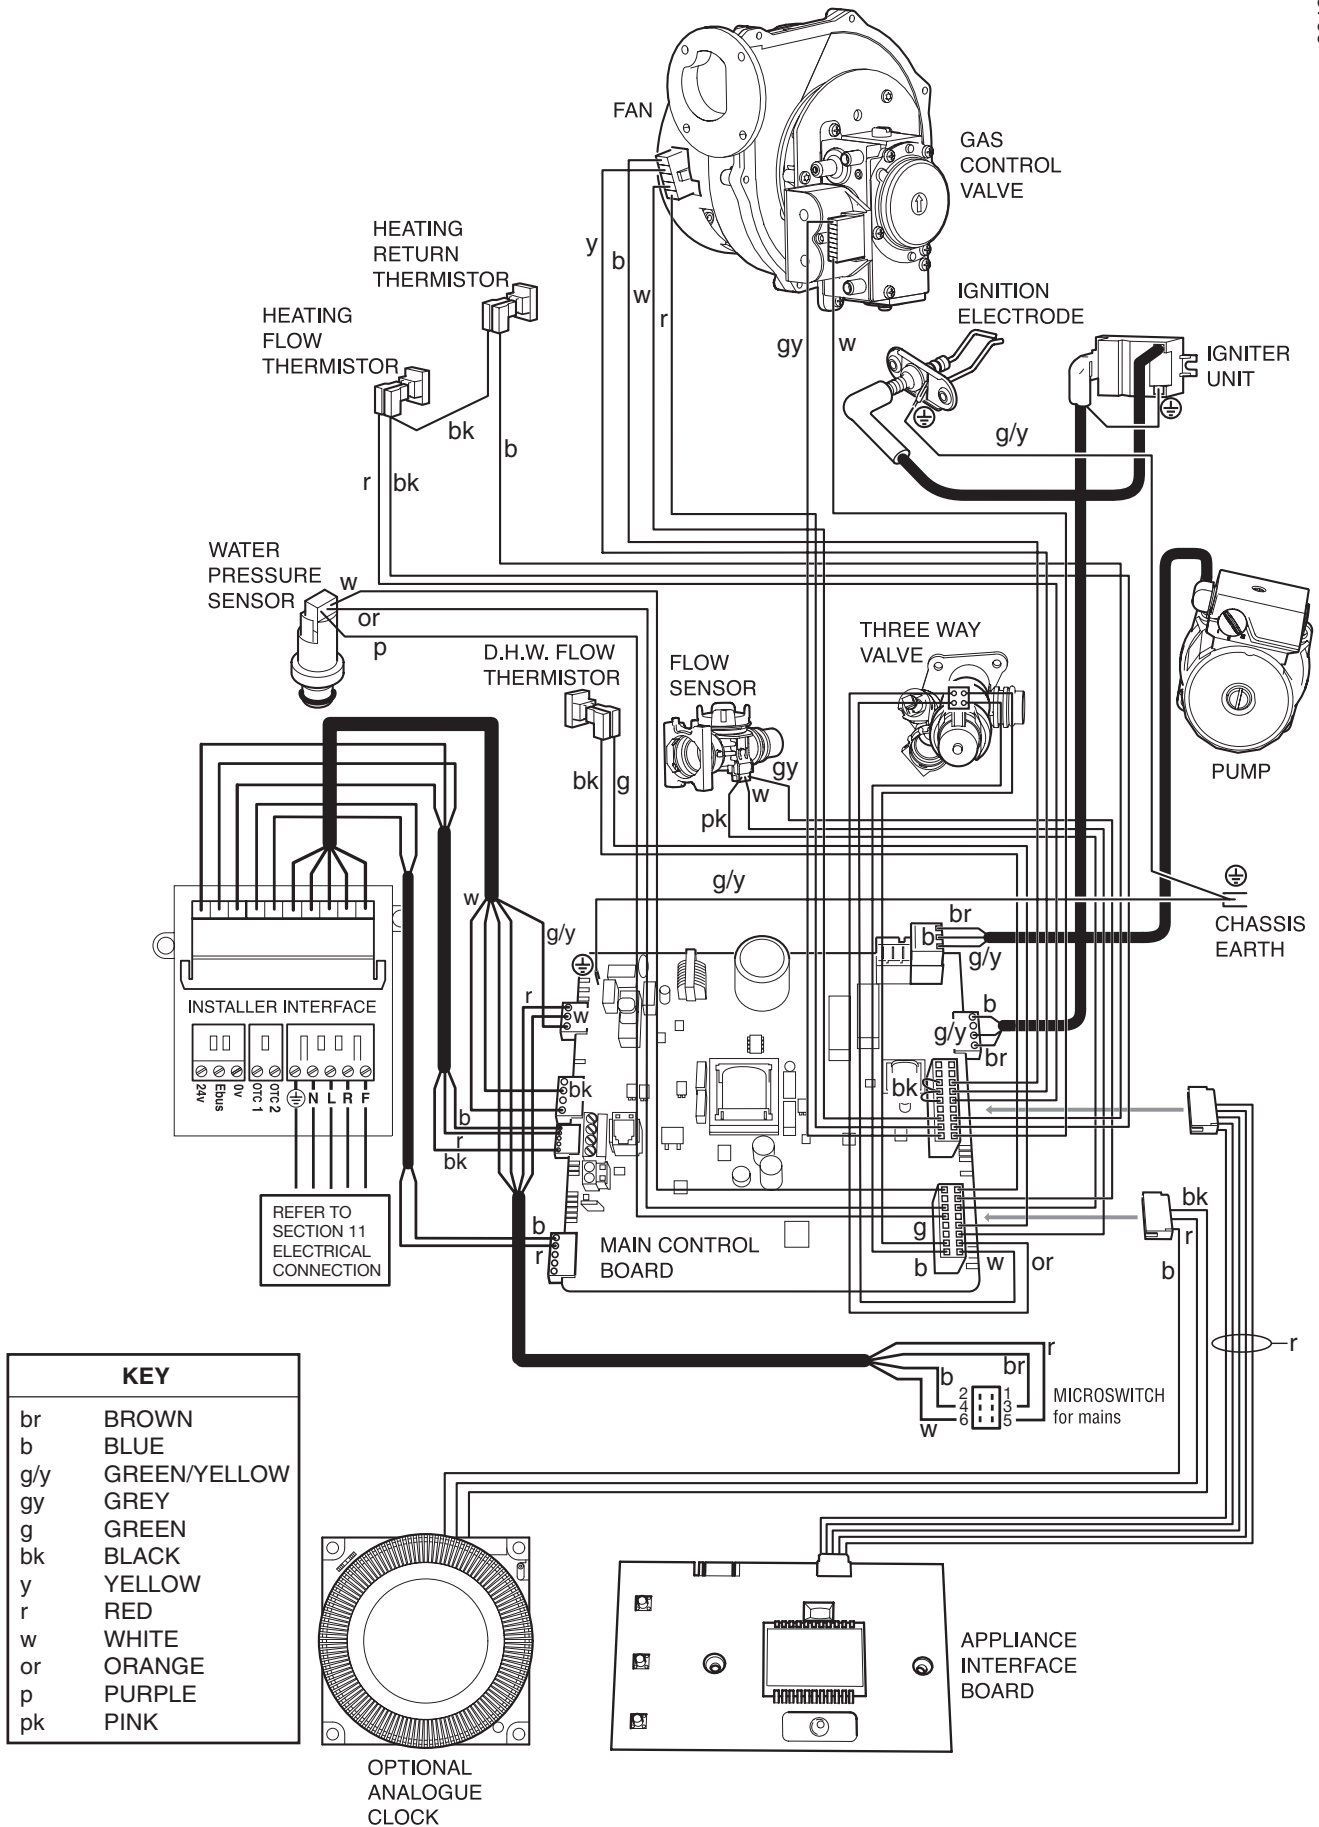 FAN
GAS
CONTROL
VALVE
HEATING
RETURN
THERMISTOR
y
b
w
r
IGNITION
ELECTRODE
HEATING
FLOW
THERMISTOR
gy
w
IGNITER
UNIT
bk
b
g/y
r
bk
WATER
PRESSURE
SENSOR
w
or
p
D.H.W. FLOW
THERMISTOR
FLOW
SENSOR
THREE WAY
VALVE
PUMP
bk
g
gy
w
pk
g/y
w
g/y
br
b
g/y
CHASSIS
EARTH
INSTALLER INTERFACE
24v
Ebus
0v
OTC 1
OTC 2
N
L
R
F
r
w
b
g/y
br
bk
bk
b
r
bk
REFER TO
SECTION 11
ELECTRICAL
CONNECTION
b
r
MAIN CONTROL
BOARD
g
b
w
or
bk
r
b
r
r
br
b
w
2
4
6
1
3
5
MICROSWITCH
for mains
KEY
br BROWN
b BLUE
g/y GREEN/YELLOW
gy GREY
g GREEN
bk BLACK
y YELLOW
r RED
w WHITE
or ORANGE
p PURPLE
pk PINK
OPTIONAL
ANALOGUE
CLOCK
APPLIANCE
INTERFACE
BOARD